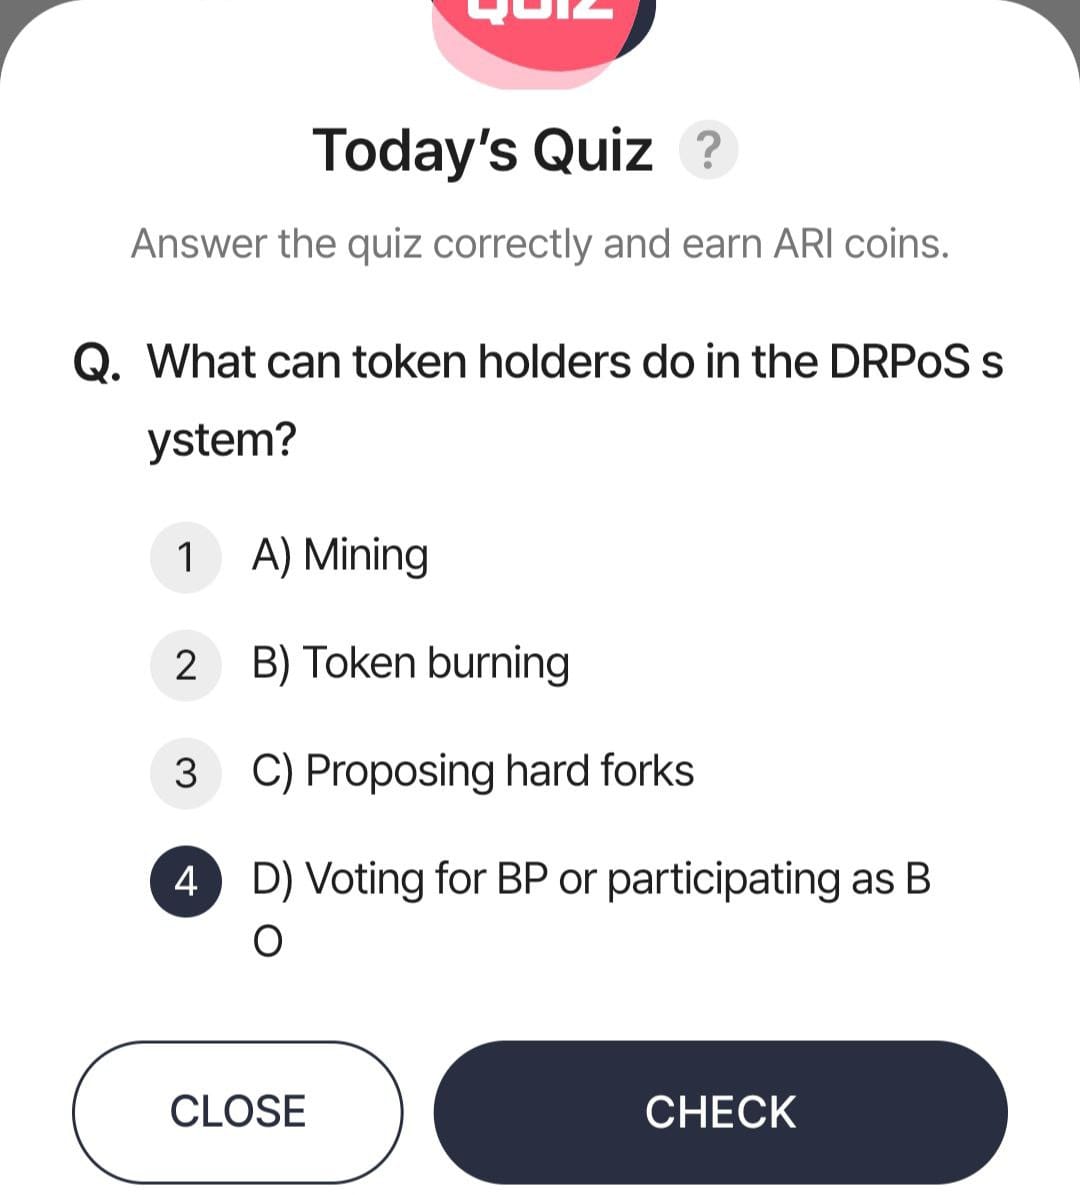 QUIZ
Today's Quiz ?
Answer the quiz correctly and earn ARI coins.
Q. What can token holders do in the DRPoS s
ystem?
1 A) Mining
2 B) Token burning
3 C) Proposing hard forks
4 D) Voting for BP or participating as B
O
CLOSE CHECK